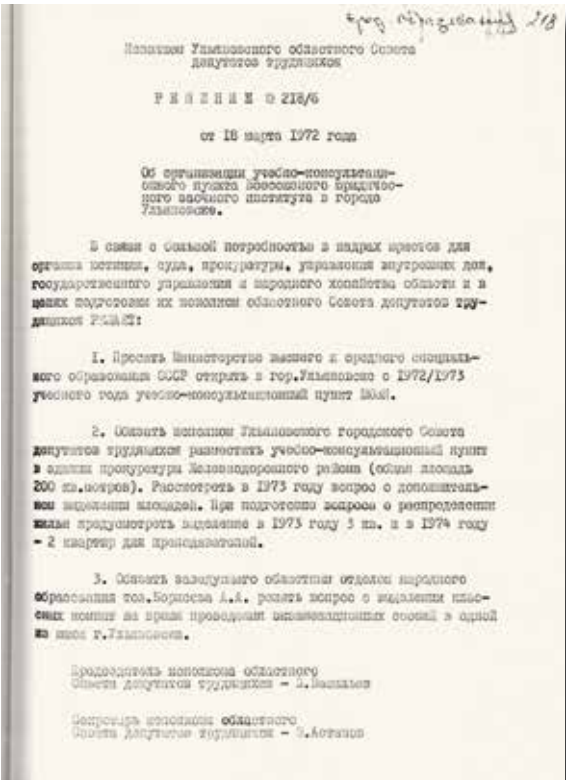 218
Исполком Ульяновского областного Совета
депутатов трудящихся
Р Е Ш Е Н И Е № 218/6
от 18 марта 1972 года
Об организации учебно-консультаци-
онного пункта Всесоюзного юридичес-
кого заочного института в городе
Ульяновске.
В связи с большой потребностью в кадрах юристов для
органов юстиции, суда, прокуратуры, управления внутренних дел,
государственного управления и народного хозяйства области и в
целях подготовки их исполком областного Совета депутатов тру-
дящихся РЕШАЕТ:
1. Просить Министерство высшего и среднего специаль-
ного образования СССР открыть в гор.Ульяновске с 1972/1973
учебного года учебно-консультационный пункт ВЮЗИ.
2. Обязать исполком Ульяновского городского Совета
депутатов трудящихся разместить учебно-консультационный пункт
в здании прокуратуры Железнодорожного района (общая площадь
200 кв.метров). Рассмотреть в 1973 году вопрос о дополнитель-
ном выделении площадей. При подготовке вопроса о распределении
жилья предусмотреть выделение в 1973 году 3 кв. и в 1974 году
- 2 квартир для преподавателей.
3. Обязать заведующего областным отделом народного
образования тов. А.А. решить вопрос о выделении клас-
сных комнат на время проведения экзаменационных сессий в одной
из школ г.Ульяновска.
Председатель исполкома областного
Совета депутатов трудящихся - Васильев
Секретарь исполкома областного
Совета депутатов трудящихся -